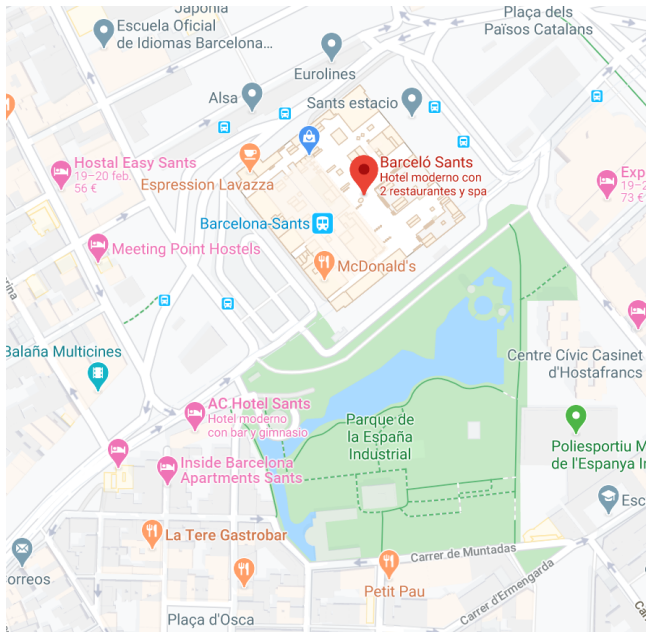 Japonia
Escuela Oficial
de Idiomas Barcelona...
Plaça dels
Països Catalans
Eurolines
Alsa
Sants estacio
Hostal Easy Sants
19–20 feb.
56 €
Espression Lavazza
Barceló Sants
Hotel moderno con
2 restaurantes y spa
Exp
19–2
73 €
Barcelona-Sants
Meeting Point Hostels
McDonald's
Balaña Multicines
Centre Cívic Casinet
d'Hostafrancs
AC Hotel Sants
Hotel moderno
con bar y gimnasio
Parque de
la España
Industrial
Poliesportiu M
de l'Espanya In
Inside Barcelona
Apartments Sants
Esc
La Tere Gastrobar
Carrer de Muntadas
orreos
Petit Pau
Carrer d'Ermengarda
Plaça d'Osca